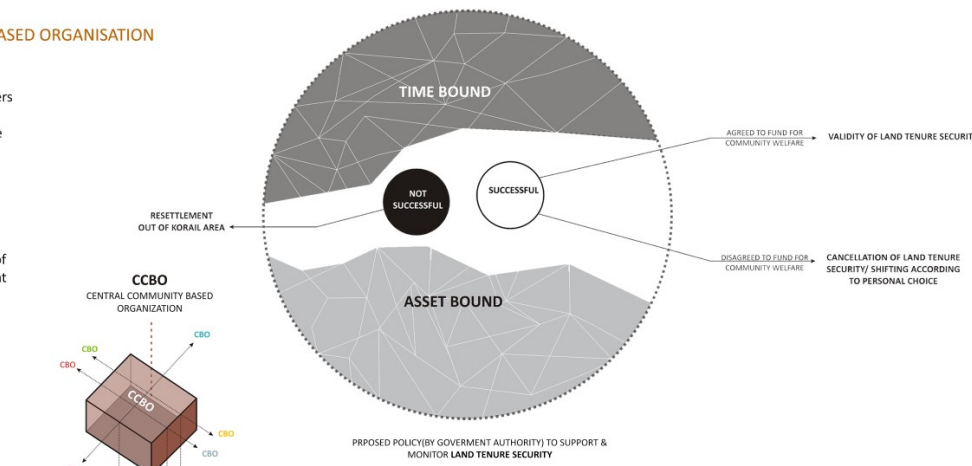 ASED ORGANISATION
ers
e
of
nt
TIME BOUND
NOT
SUCCESSFUL
SUCCESSFUL
AGREED TO FUND FOR
COMMUNITY WELFARE
VALIDITY OF LAND TENURE SECURIT
RESETTLEMENT
OUT OF KORAIL AREA
DISAGREED TO FUND FOR
COMMUNITY WELFARE
CANCELLATION OF LAND TENURE
SECURITY/ SHIFTING ACCORDING
TO PERSONAL CHOICE
ASSET BOUND
CCBO
CENTRAL COMMUNITY BASED
ORGANIZATION
CBO
CBO
CBO
CCBO
CBO
CBO
PRPOSED POLICY(BY GOVERMENT AUTHORITY) TO SUPPORT &
MONITOR LAND TENURE SECURITY